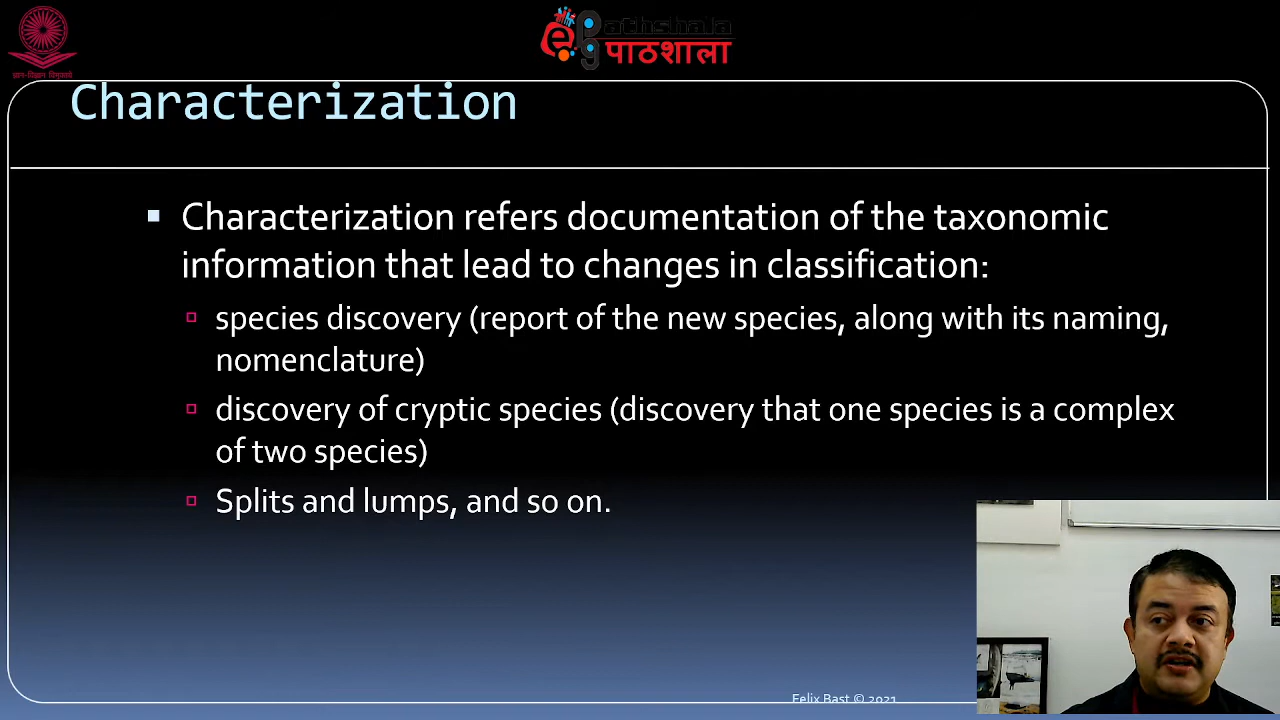 Pathshala
पाठशाला
ज्ञान-विज्ञान विमुक्तये
Characterization
Characterization refers documentation of the taxonomic
information that lead to changes in classification:
species discovery (report of the new species, along with its naming,
nomenclature)
discovery of cryptic species (discovery that one species is a complex
of two species)
Splits and lumps, and so on.
Felix Bast © 2021